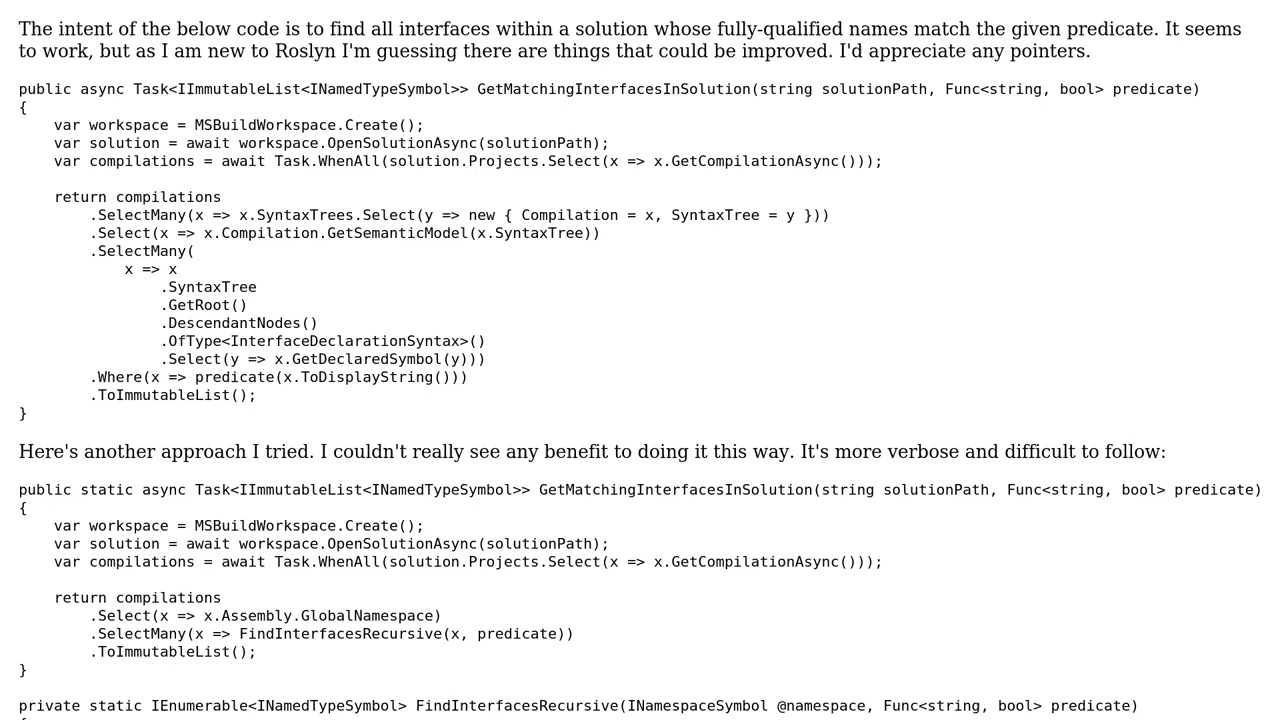 The intent of the below code is to find all interfaces within a solution whose fully-qualified names match the given predicate. It seems
to work, but as I am new to Roslyn I'm guessing there are things that could be improved. I'd appreciate any pointers.
public async Task<IImmutableList<INamedTypeSymbol>> GetMatchingInterfacesInSolution(string solutionPath, Func<string, bool> predicate)
{
    var workspace = MSBuildWorkspace.Create();
    var solution = await workspace.OpenSolutionAsync(solutionPath);
    var compilations = await Task.WhenAll(solution.Projects.Select(x => x.GetCompilationAsync()));
    return compilations
        .SelectMany(x => x.SyntaxTrees.Select(y => new { Compilation = x, SyntaxTree = y }))
        .Select(x => x.Compilation.GetSemanticModel(x.SyntaxTree))
        .SelectMany(
            x => x
                .SyntaxTree
                .GetRoot()
                .DescendantNodes()
                .OfType<InterfaceDeclarationSyntax>()
                .Select(y => x.GetDeclaredSymbol(y)))
        .Where(x => predicate(x.ToDisplayString()))
        .ToImmutableList();
}
Here's another approach I tried. I couldn't really see any benefit to doing it this way. It's more verbose and difficult to follow:
public static async Task<IImmutableList<INamedTypeSymbol>> GetMatchingInterfacesInSolution(string solutionPath, Func<string, bool> predicate)
{
    var workspace = MSBuildWorkspace.Create();
    var solution = await workspace.OpenSolutionAsync(solutionPath);
    var compilations = await Task.WhenAll(solution.Projects.Select(x => x.GetCompilationAsync()));
    return compilations
        .Select(x => x.Assembly.GlobalNamespace)
        .SelectMany(x => FindInterfacesRecursive(x, predicate))
        .ToImmutableList();
}
private static IEnumerable<INamedTypeSymbol> FindInterfacesRecursive(INamespaceSymbol @namespace, Func<string, bool> predicate)